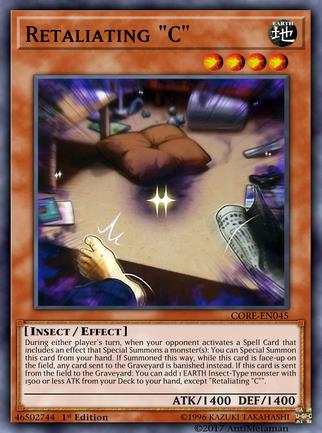 RETALIATING "C"
EARTH
地
CORE-EN045
[INSECT / EFFECT]
During either player's turn, when your opponent activates a Spell Card that
includes an effect that Special Summons a monster(s): You can Special Summon
this card from your hand. If Summoned this way, while this card is face-up on
the field, any card sent to the Graveyard is banished instead. If this card is sent
from the field to the Graveyard: You can add 1 EARTH Insect-Type monster with
1500 or less ATK from your Deck to your hand, except "Retaliating "C"".
ATK/1400 DEF/1400
46502744 1st Edition ©1996 KAZUKI TAKAHASHI
©2017 AntiMetaman